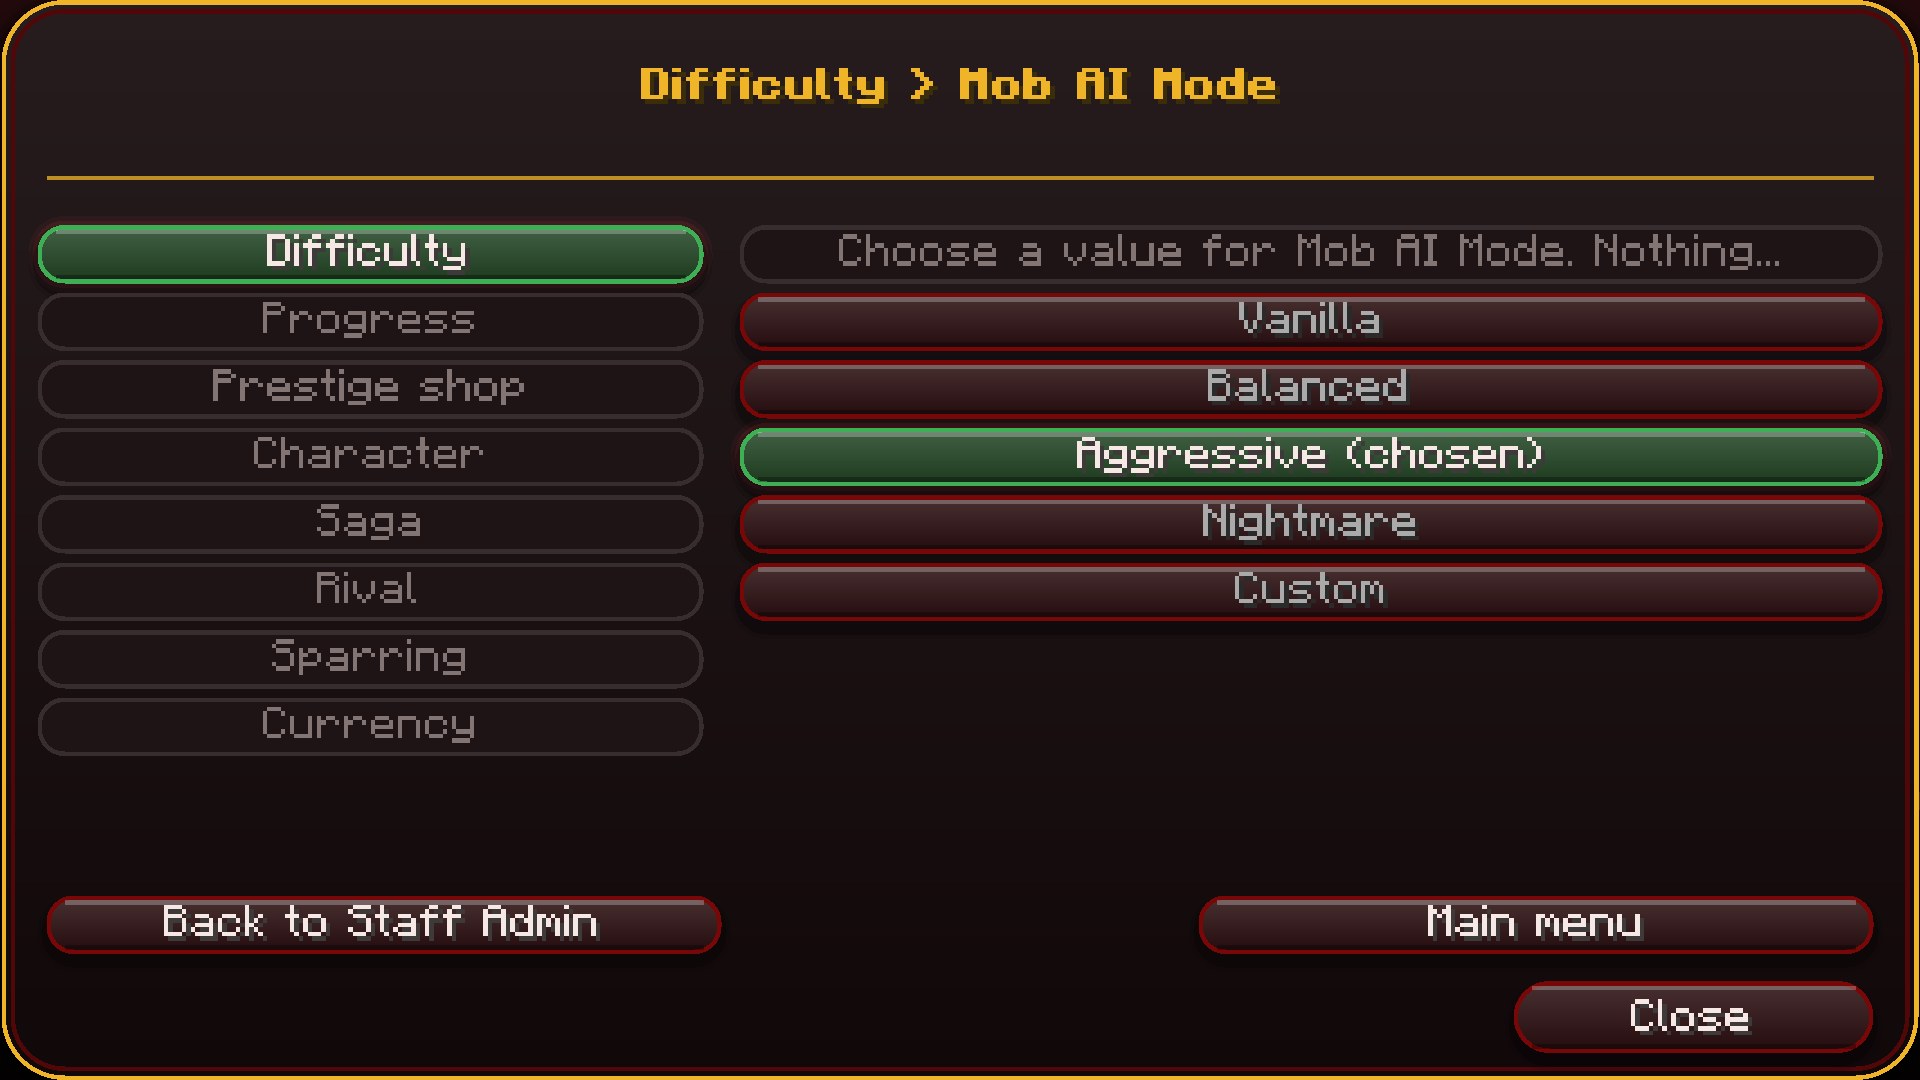 Difficulty > Mob AI Mode
Difficulty
Progress
Prestige shop
Character
Saga
Rival
Sparring
Currency
Choose a value for Mob AI Mode. Nothing...
Vanilla
Balanced
Aggressive (chosen)
Nightmare
Custom
Back to Staff Admin
Main menu
Close